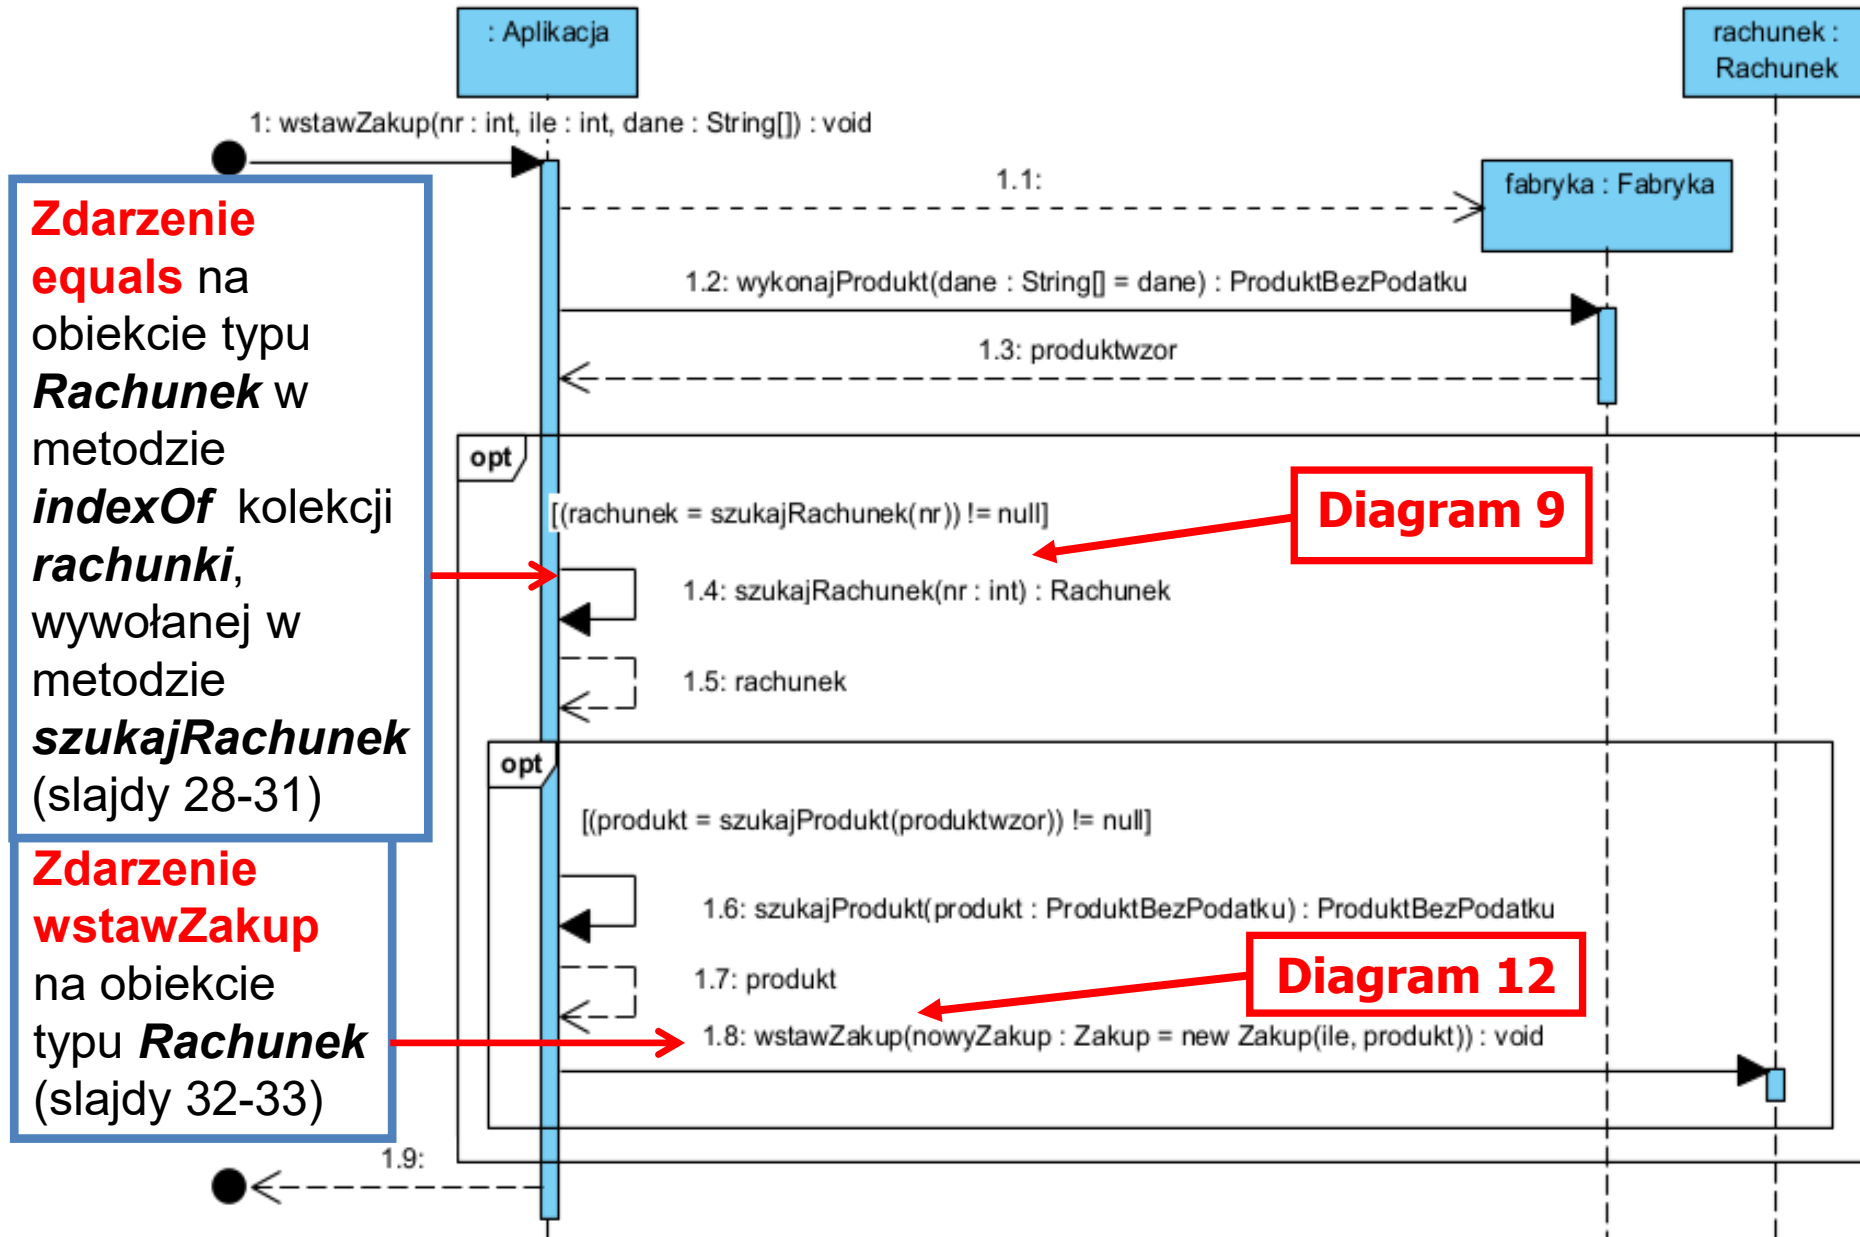 : Aplikacja
rachunek :
Rachunek
1: wstawZakup(nr : int, ile : int, dane : String[]) : void
1.1:
fabryka : Fabryka
1.2: wykonajProdukt(dane : String[] = dane) : ProduktBezPodatku
1.3: produktwzor
Zdarzenie
equals na
obiekcie typu
Rachunek w
metodzie
indexOf kolekcji
rachunki,
wywołanej w
metodzie
szukajRachunek
(slajdy 28-31)
opt
[(rachunek = szukajRachunek(nr)) != null]
Diagram 9
1.4: szukajRachunek(nr : int) : Rachunek
1.5: rachunek
opt
[(produkt = szukajProdukt(produktwzor)) != null]
Zdarzenie
wstawZakup
na obiekcie
typu Rachunek
(slajdy 32-33)
1.6: szukajProdukt(produkt : ProduktBezPodatku) : ProduktBezPodatku
Diagram 12
1.7: produkt
1.8: wstawZakup(nowyZakup : Zakup = new Zakup(ile, produkt)) : void
1.9: